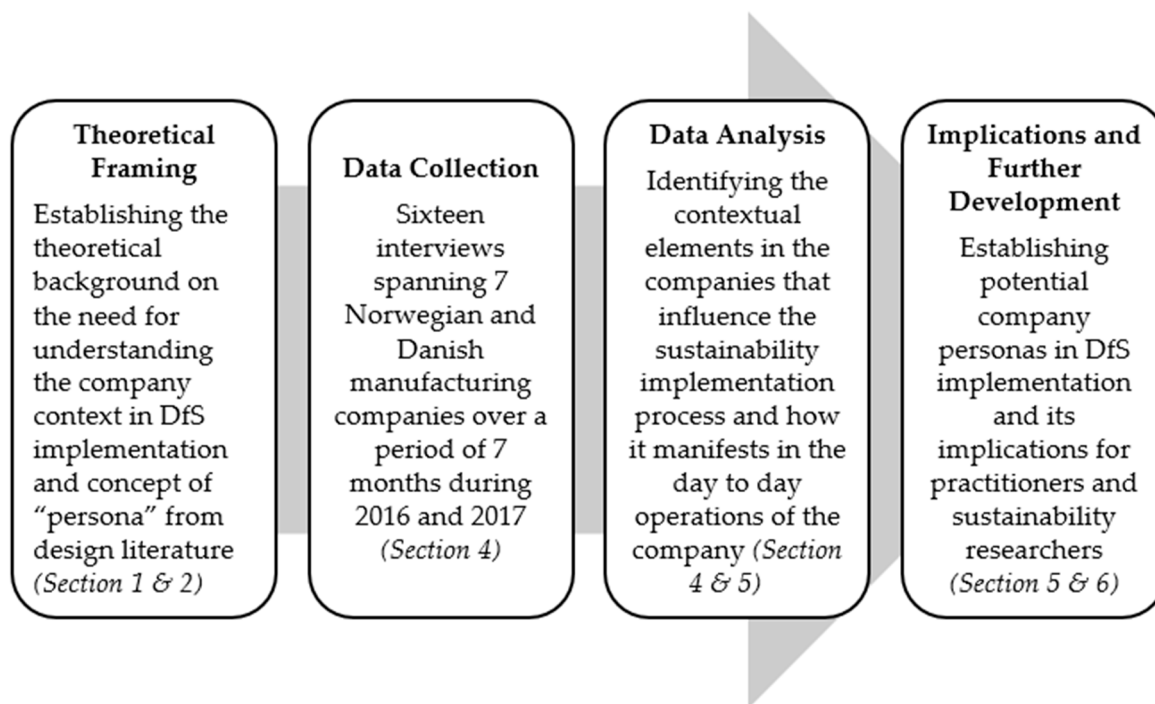 Theoretical
Framing
Establishing the
theoretical
background on
the need for
understanding
the company
context in DfS
implementation
and concept of
“persona” from
design literature
(Section 1 & 2)
Data Collection
Sixteen
interviews
spanning 7
Norwegian and
Danish
manufacturing
companies over a
period of 7
months during
2016 and 2017
(Section 4)
Data Analysis
Identifying the
contextual
elements in the
companies that
influence the
sustainability
implementation
process and how
it manifests in the
day to day
operations of the
company (Section
4 & 5)
Implications and
Further
Development
Establishing
potential
company
personas in DfS
implementation
and its
implications for
practitioners and
sustainability
researchers
(Section 5 & 6)